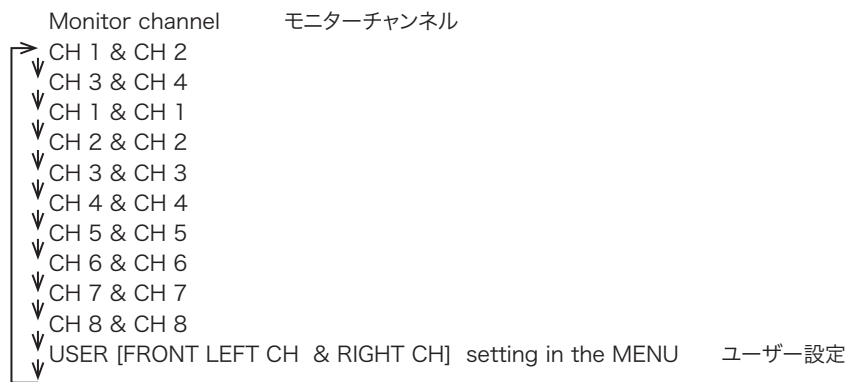 Monitor channel モニターチャンネル
CH 1 & CH 2
CH 3 & CH 4
CH 1 & CH 1
CH 2 & CH 2
CH 3 & CH 3
CH 4 & CH 4
CH 5 & CH 5
CH 6 & CH 6
CH 7 & CH 7
CH 8 & CH 8
USER [FRONT LEFT CH & RIGHT CH] setting in the MENU ユーザー設定